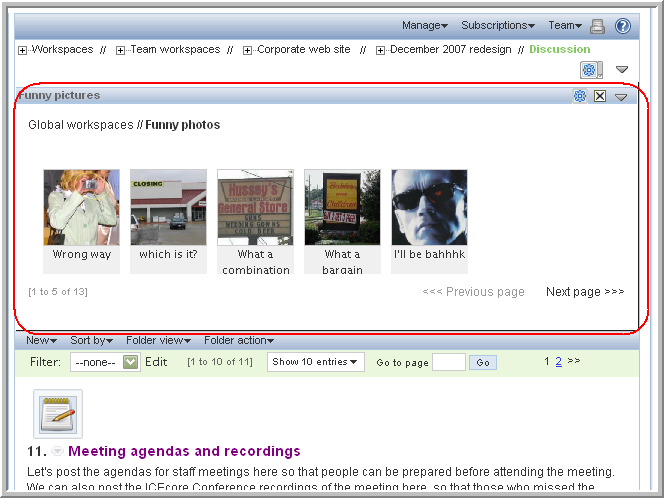 Manage Subscriptions Team
Workspaces // Team workspaces // Corporate web site // December 2007 redesign // Discussion
Funny pictures
Global workspaces // Funny photos
CLOSING
Hussey's
General Store
GUNS
WEDDING GOWNS
COLD BEER
Wrong way
which is it?
What a
combination
What a
bargain
I'll be bahhhk
[1 to 5 of 13]
<<< Previous page Next page >>>
New Sort by Folder view Folder action
Filter: --none-- Edit [1 to 10 of 11] Show 10 entries Go to page Go 1 2 >>
11. Meeting agendas and recordings
Let's post the agendas for staff meetings here so that people can be prepared before attending the meeting.
We can also post the ICEcore Conference recordings of the meeting here, so that those who missed the